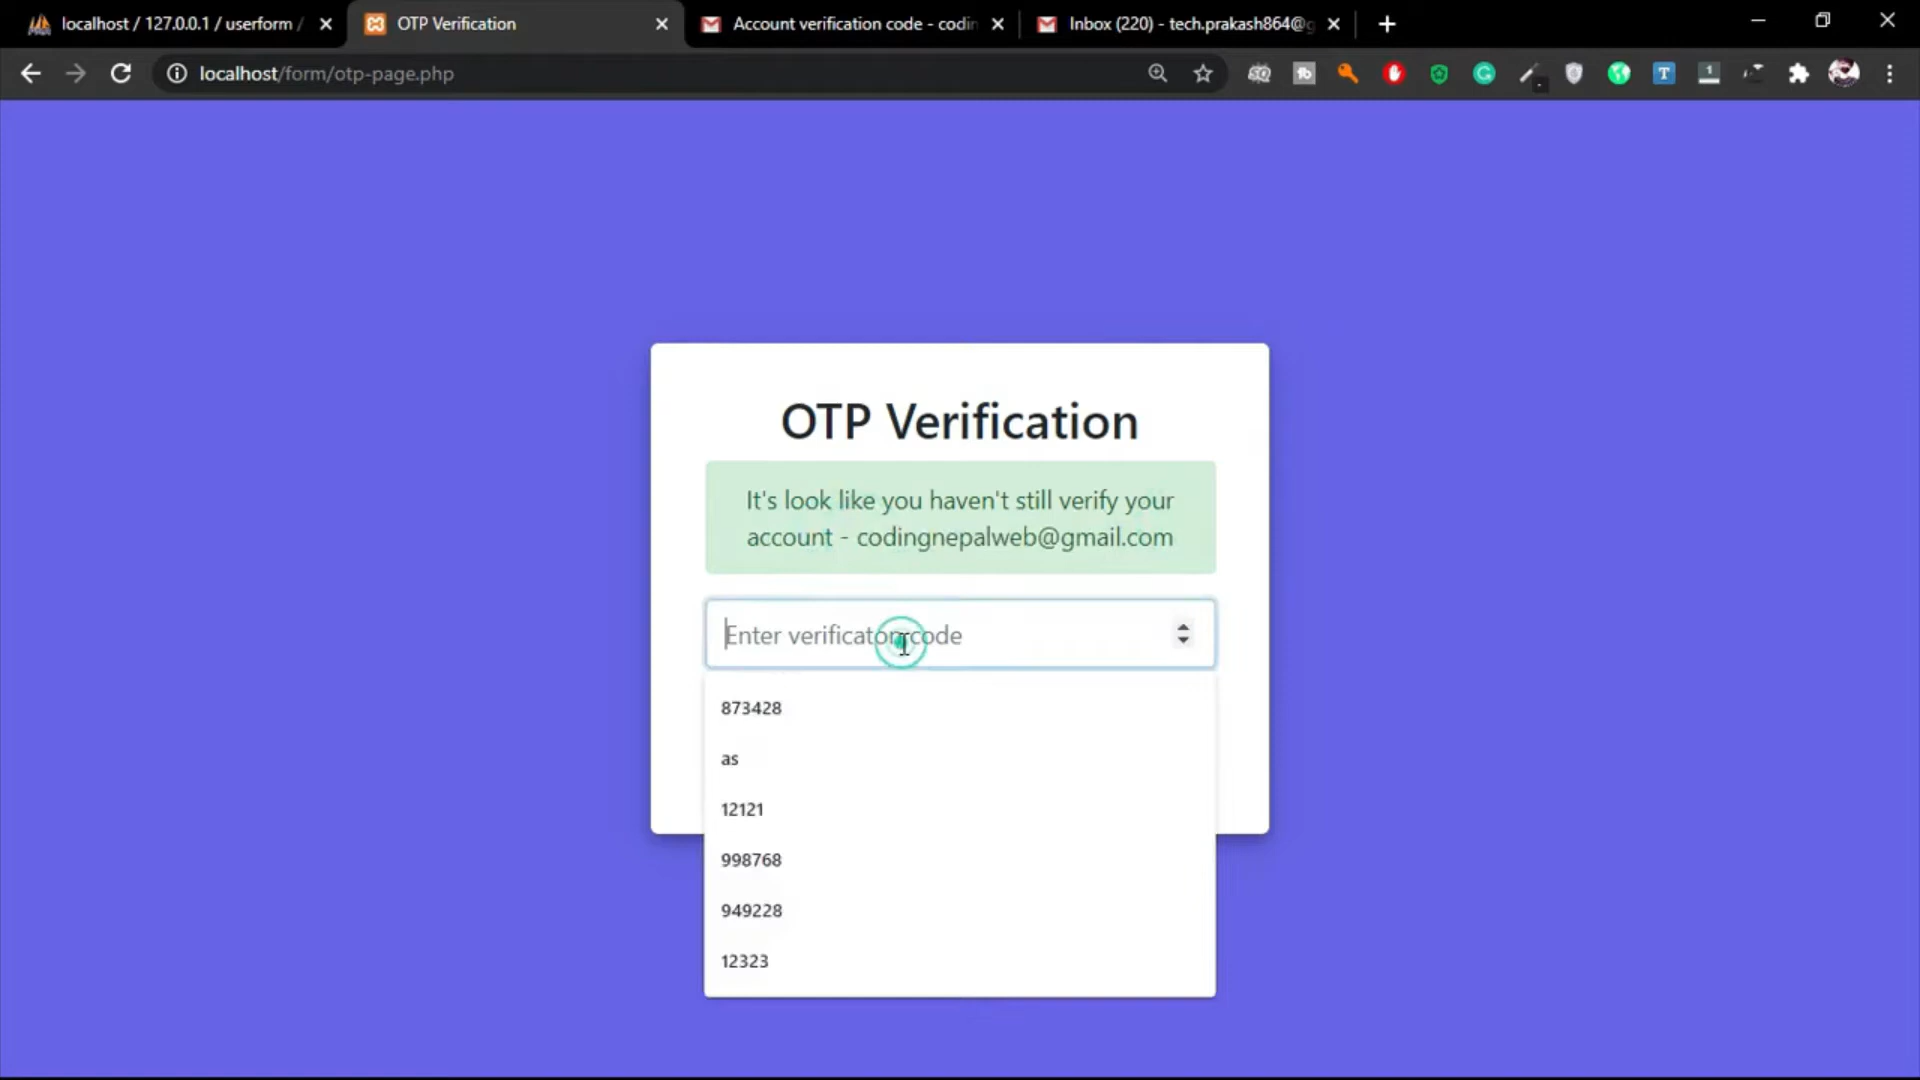 localhost / 127.0.0.1 / userform /
OTP Verification
Account verification code - codin
Inbox (220) - tech.prakash864@g
localhost/form/otp-page.php
OTP Verification
It's look like you haven't still verify your
account - codingnepalweb@gmail.com
Enter verificaton code
873428
as
12121
998768
949228
12323